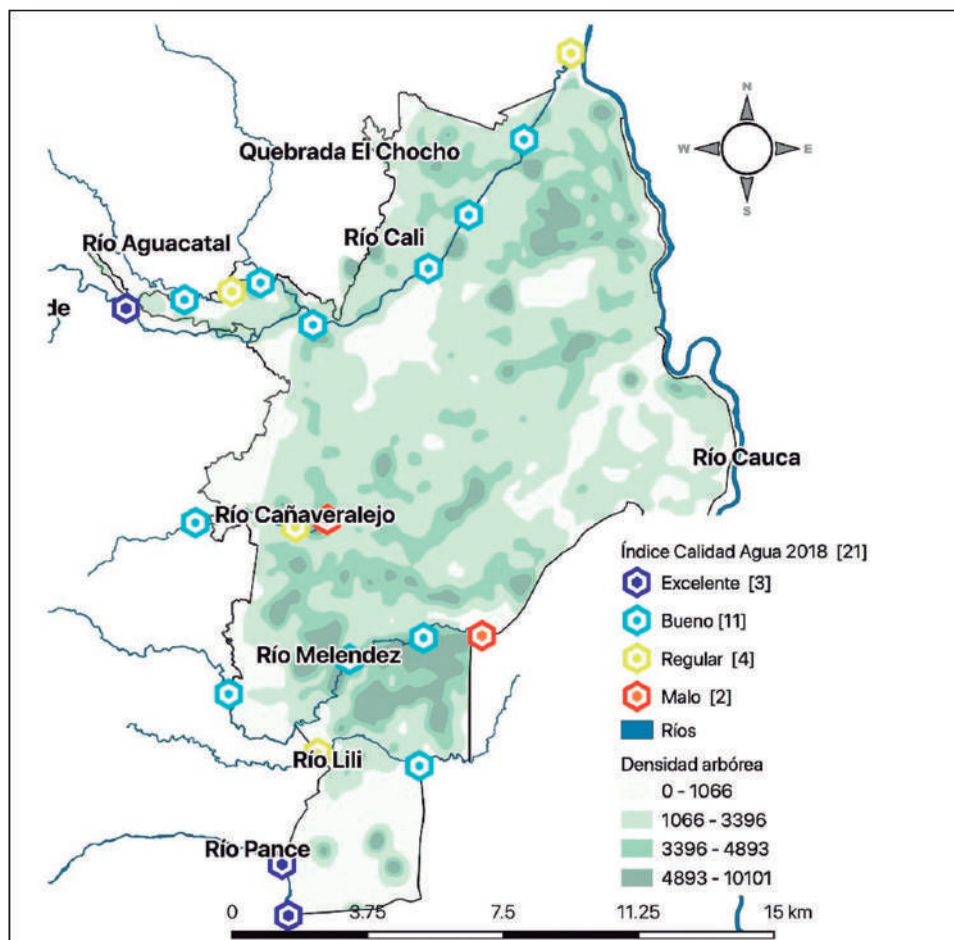 N
W
E
S
Quebrada El Chocho
Río Aguacatal
Río Cali
de
Río Cauca
Río Cañaveralejo
Río Melendez
Río Lili
Río Pance
Índice Calidad Agua 2018 [21]
Excelente [3]
Bueno [11]
Regular [4]
Malo [2]
Ríos
Densidad arbórea
0 - 1066
1066 - 3396
3396 - 4893
4893 - 10101
0 3.75 7.5 11.25 15 km